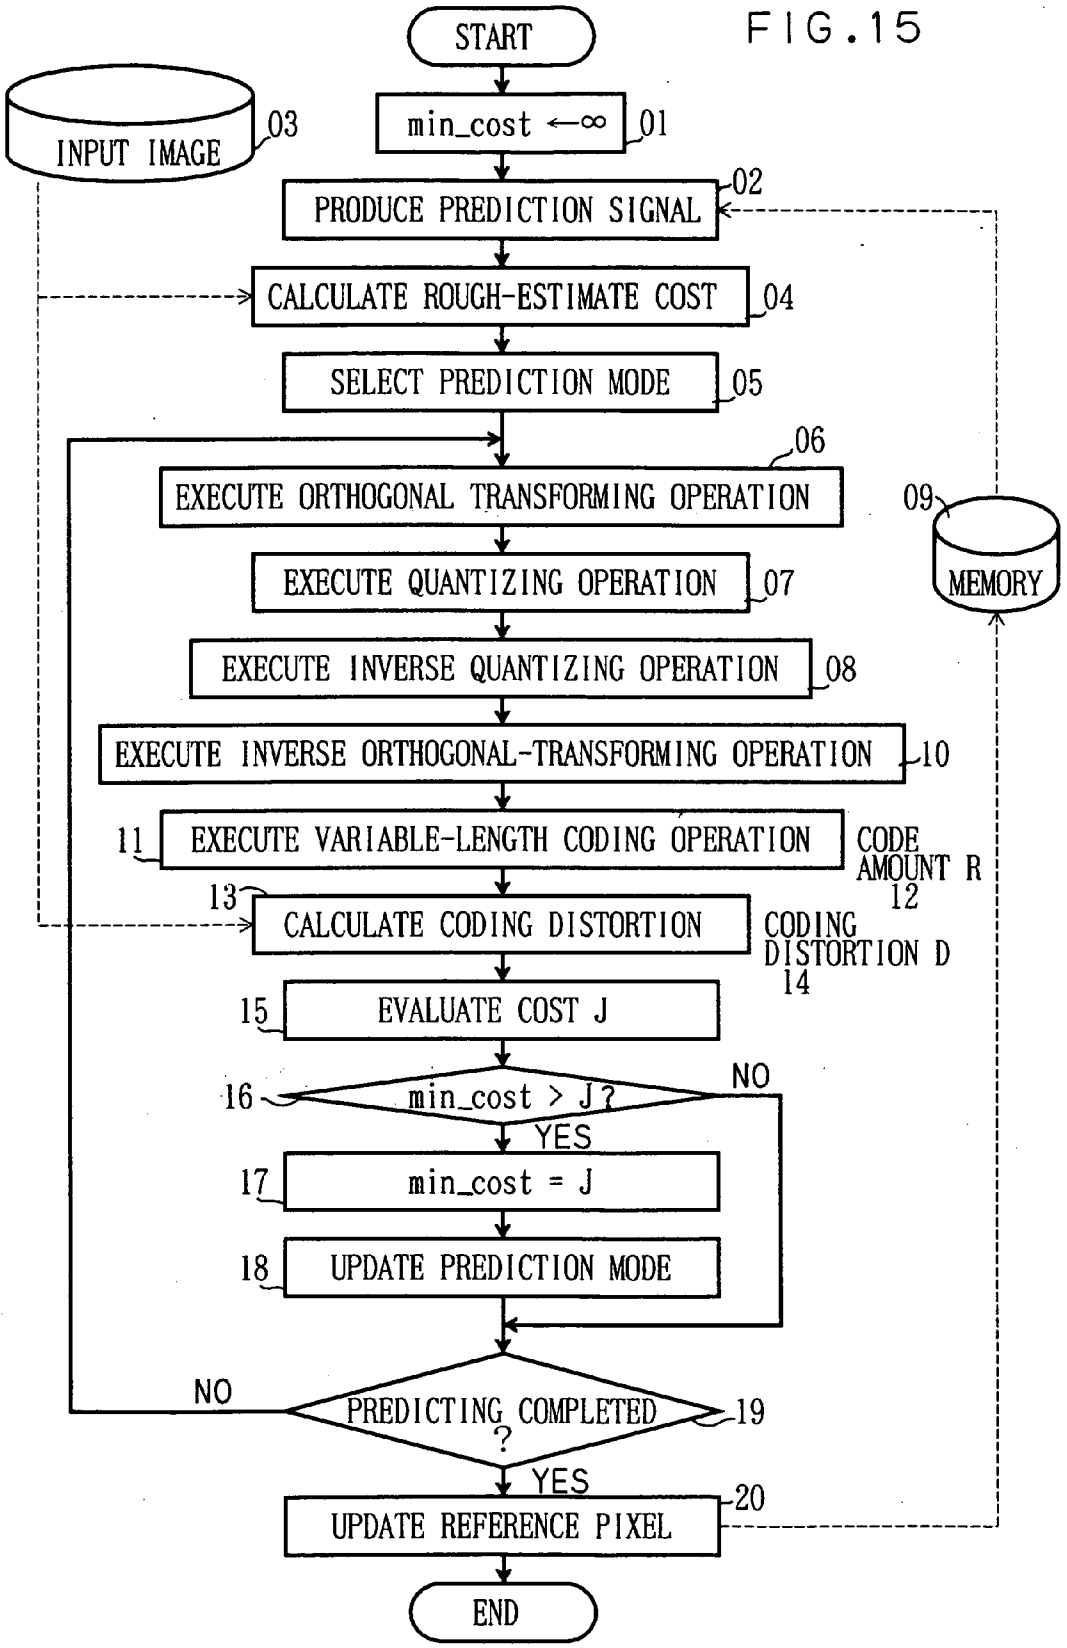 FIG.15
START
min_cost ←∞
01
INPUT IMAGE
03
02
PRODUCE PREDICTION SIGNAL
CALCULATE ROUGH-ESTIMATE COST
04
SELECT PREDICTION MODE
05
06
EXECUTE ORTHOGONAL TRANSFORMING OPERATION
09
MEMORY
EXECUTE QUANTIZING OPERATION
07
EXECUTE INVERSE QUANTIZING OPERATION
08
EXECUTE INVERSE ORTHOGONAL-TRANSFORMING OPERATION
10
11
EXECUTE VARIABLE-LENGTH CODING OPERATION
CODE
AMOUNT R
12
13
CALCULATE CODING DISTORTION
CODING
DISTORTION D
14
15
EVALUATE COST J
16
min_cost > J?
NO
YES
17
min_cost = J
18
UPDATE PREDICTION MODE
NO
PREDICTING COMPLETED
?
19
YES
20
UPDATE REFERENCE PIXEL
END